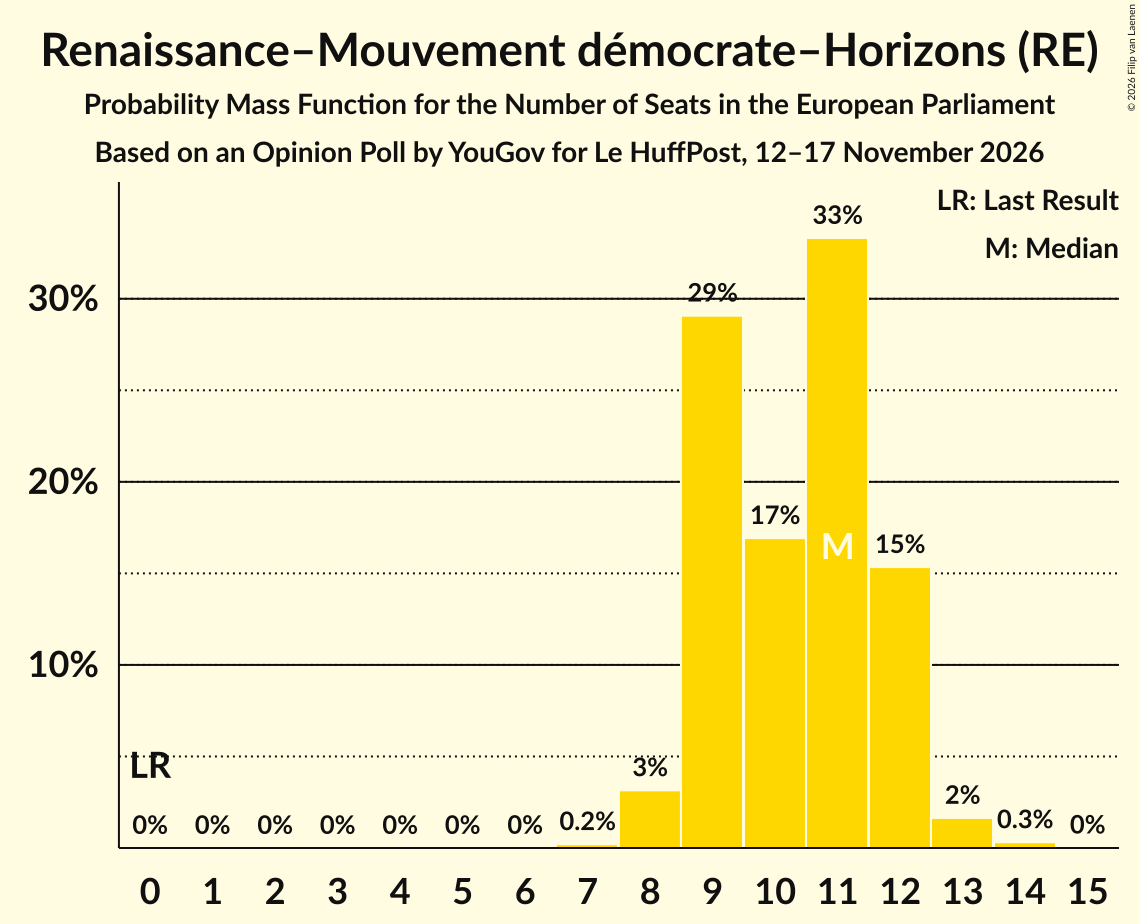 Renaissance–Mouvement démocrate–Horizons (RE)
Probability Mass Function for the Number of Seats in the European Parliament
Based on an Opinion Poll by YouGov for Le HuffPost, 12–17 November 2026
© 2026 Filip van Laenen
LR: Last Result
M: Median
33%
30%
29%
20%
17%
M
15%
10%
LR
3%
2%
0% 0% 0% 0% 0% 0% 0% 0.2% 0.3% 0%
0 1 2 3 4 5 6 7 8 9 10 11 12 13 14 15